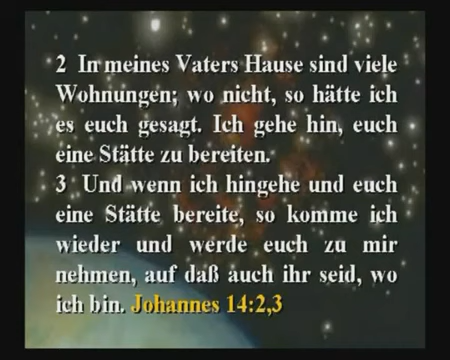 2 In meines Vaters Hause sind viele
Wohnungen; wo nicht, so hätte ich
es euch gesagt. Ich gehe hin, euch
eine Stätte zu bereiten.
3 Und wenn ich hingehe und euch
eine Stätte bereite, so komme ich
wieder und werde euch zu mir
nehmen, auf daß auch ihr seid, wo
ich bin. Johannes 14:2,3